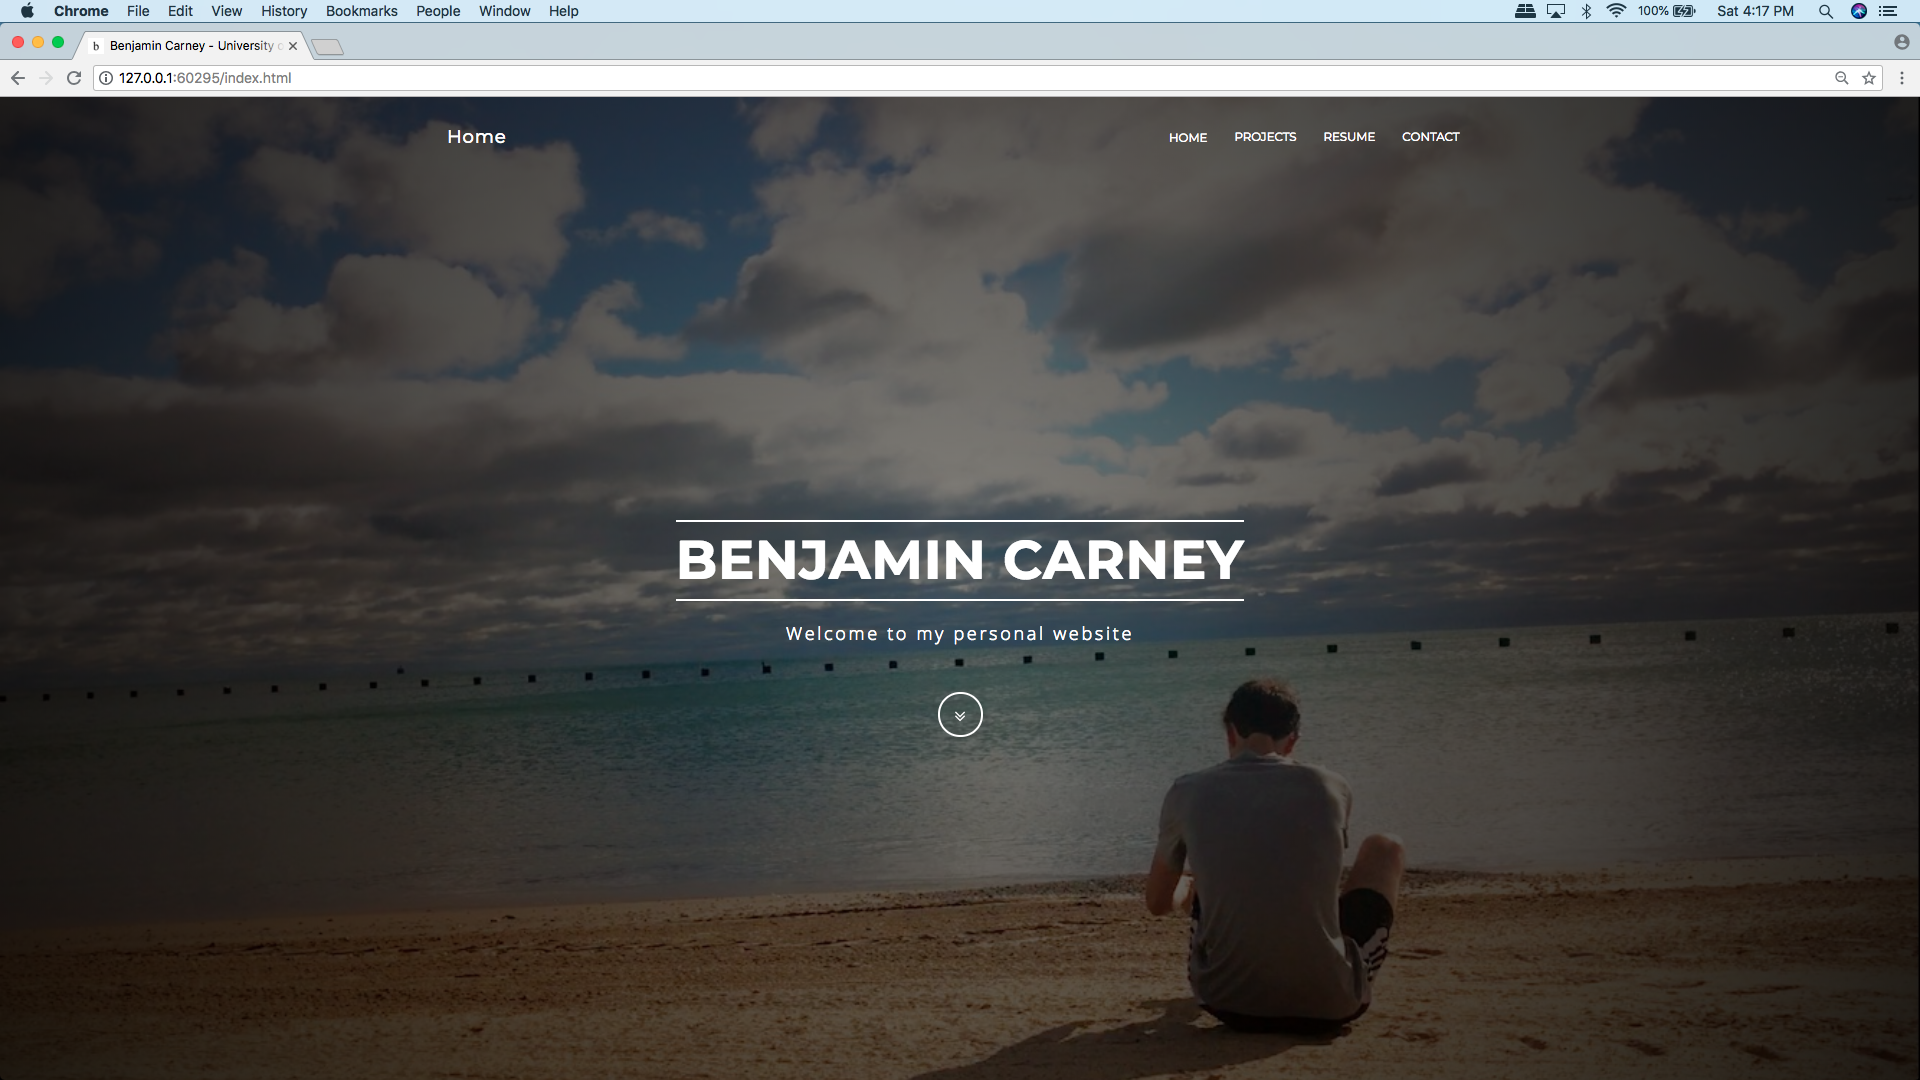 Chrome File Edit View History Bookmarks People Window Help 100% Sat 4:17 PM
b Benjamin Carney - University
127.0.0.1:60295/index.html
Home HOME PROJECTS RESUME CONTACT
BENJAMIN CARNEY
Welcome to my personal website